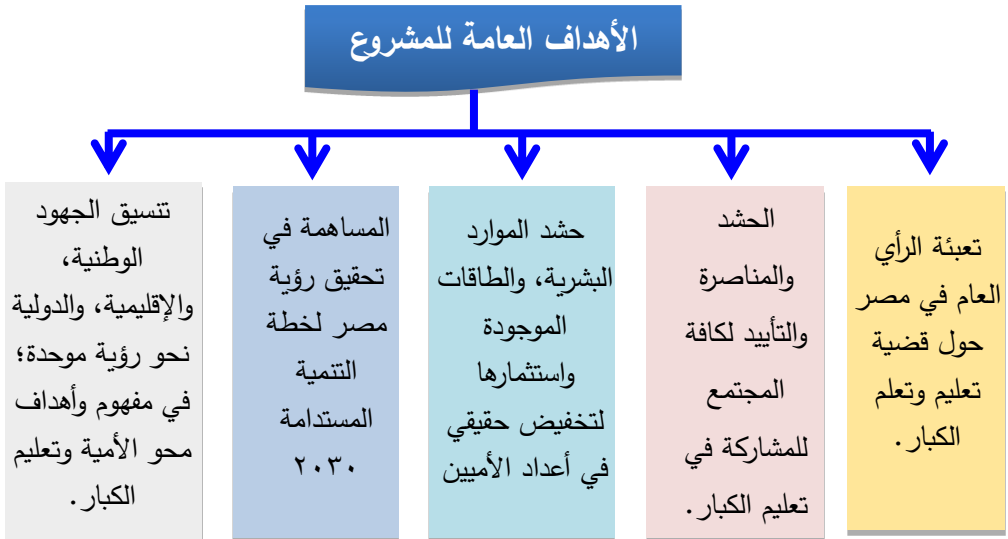 الأهداف العامة للمشروع
تعبئة الرأي
العام في مصر
حول قضية
تعليم وتعلم
الكبار.
الحشد
والمناصرة
والتأييد لكافة
المجتمع
للمشاركة في
تعليم الكبار.
حشد الموارد
البشرية، والطاقات
الموجودة
واستثمارها
لتخفيض حقيقي
في أعداد الأميين
المساهمة في
تحقيق رؤية
مصر لخطة
التنمية
المستدامة
٢٠٣٠
تنسيق الجهود
الوطنية،
والإقليمية، والدولية
نحو رؤية موحدة؛
في مفهوم وأهداف
محو الأمية وتعليم
الكبار.